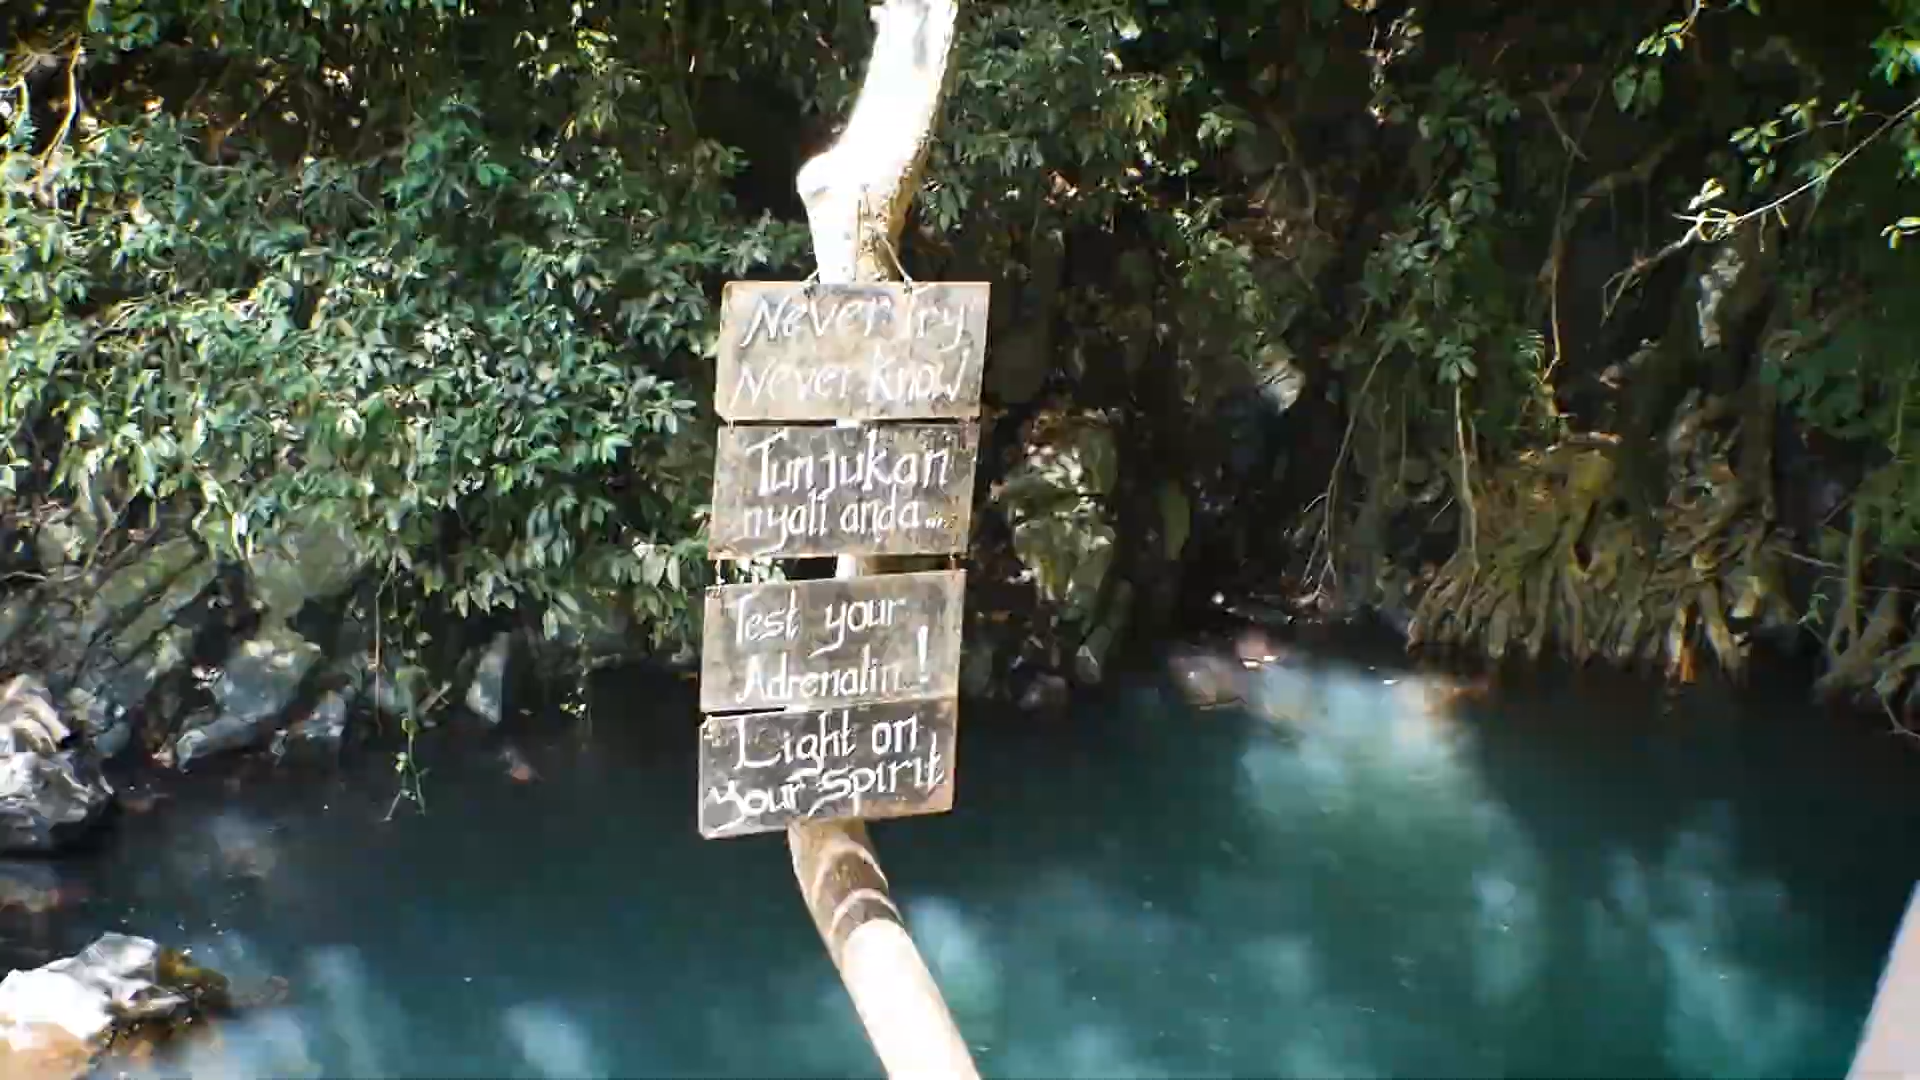 Never Try
Never Know
Tunjukan
nyali anda...
Test your
Adrenalin..!
Light on
your spirit